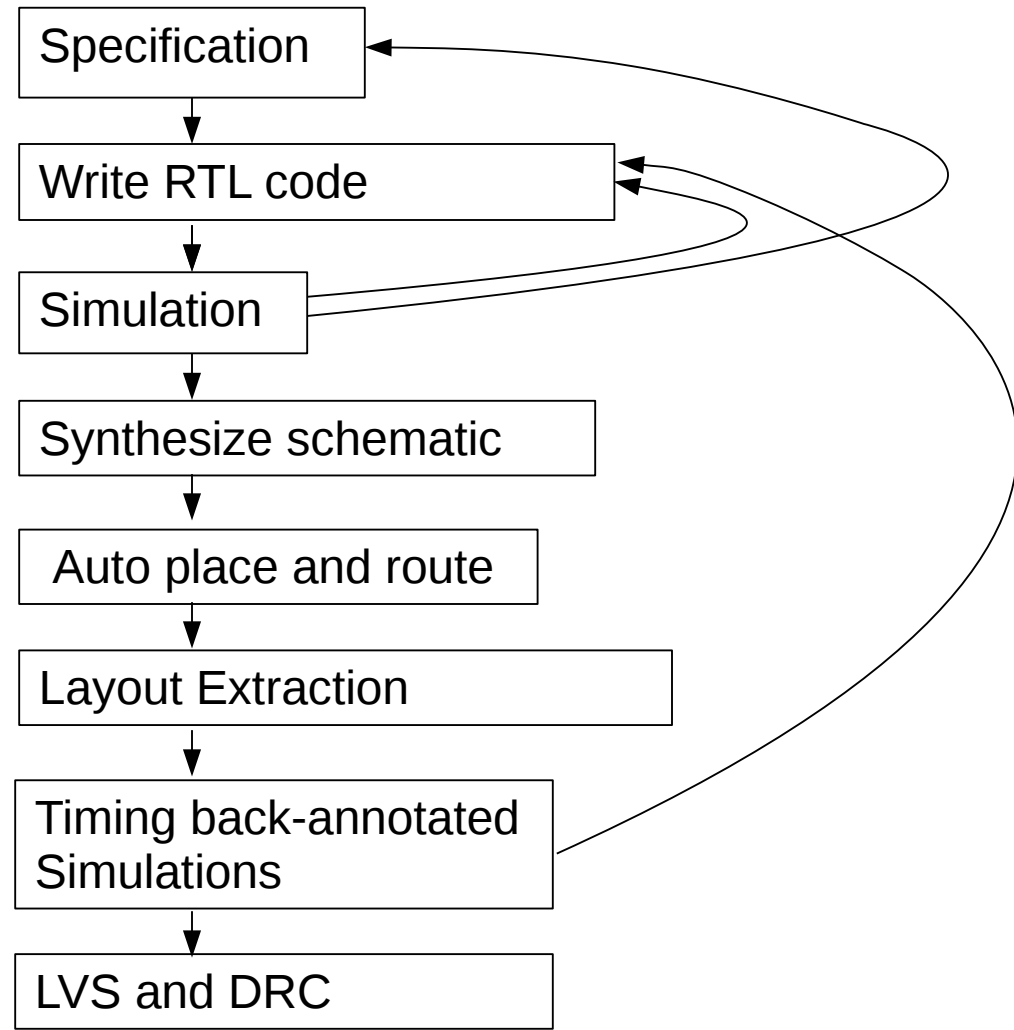 Specification
Write RTL code
Simulation
Synthesize schematic
Auto place and route
Layout Extraction
Timing back-annotated
Simulations
LVS and DRC